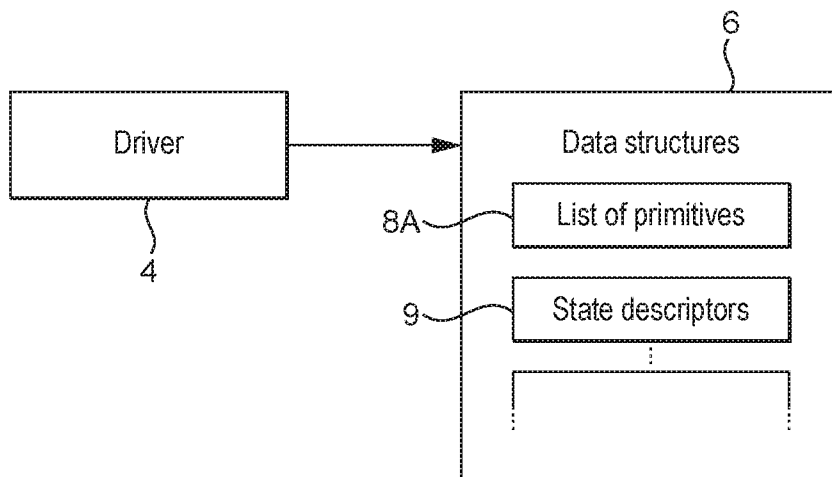 6
Driver
Data structures
8A
List of primitives
4
9
State descriptors